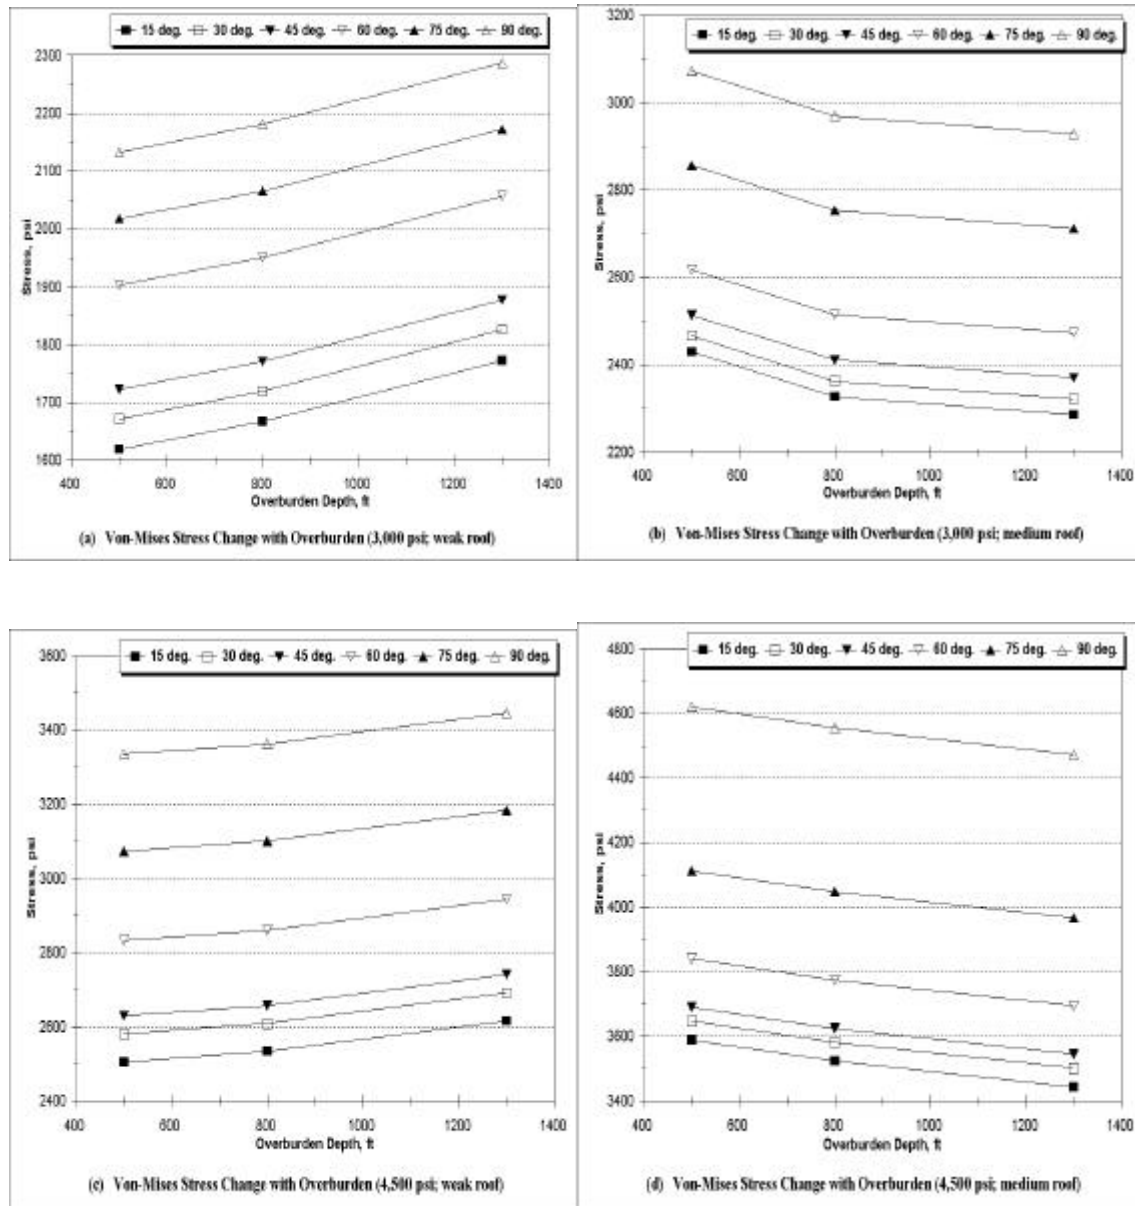 15 deg. 30 deg. 45 deg. 60 deg. 75 deg. 90 deg.
2300
2200
2100
2000
1900
1800
1700
1600
Stress, psi
400 600 800 1000 1200 1400
Overburden Depth, ft
(a) Von-Mises Stress Change with Overburden (3,000 psi; weak roof)
3200
15 deg. 30 deg. 45 deg. 60 deg. 75 deg. 90 deg.
3000
2800
2600
2400
2200
Stress, psi
400 600 800 1000 1200 1400
Overburden Depth, ft
(b) Von-Mises Stress Change with Overburden (3,000 psi; medium roof)
3600
15 deg. 30 deg. 45 deg. 60 deg. 75 deg. 90 deg.
3400
3200
3000
2800
2600
2400
Stress, psi
400 600 800 1000 1200 1400
Overburden Depth, ft
(c) Von-Mises Stress Change with Overburden (4,500 psi; weak roof)
4800
15 deg. 30 deg. 45 deg. 60 deg. 75 deg. 90 deg.
4600
4400
4200
4000
3800
3600
3400
Stress, psi
400 600 800 1000 1200 1400
Overburden Depth, ft
(d) Von-Mises Stress Change with Overburden (4,500 psi; medium roof)